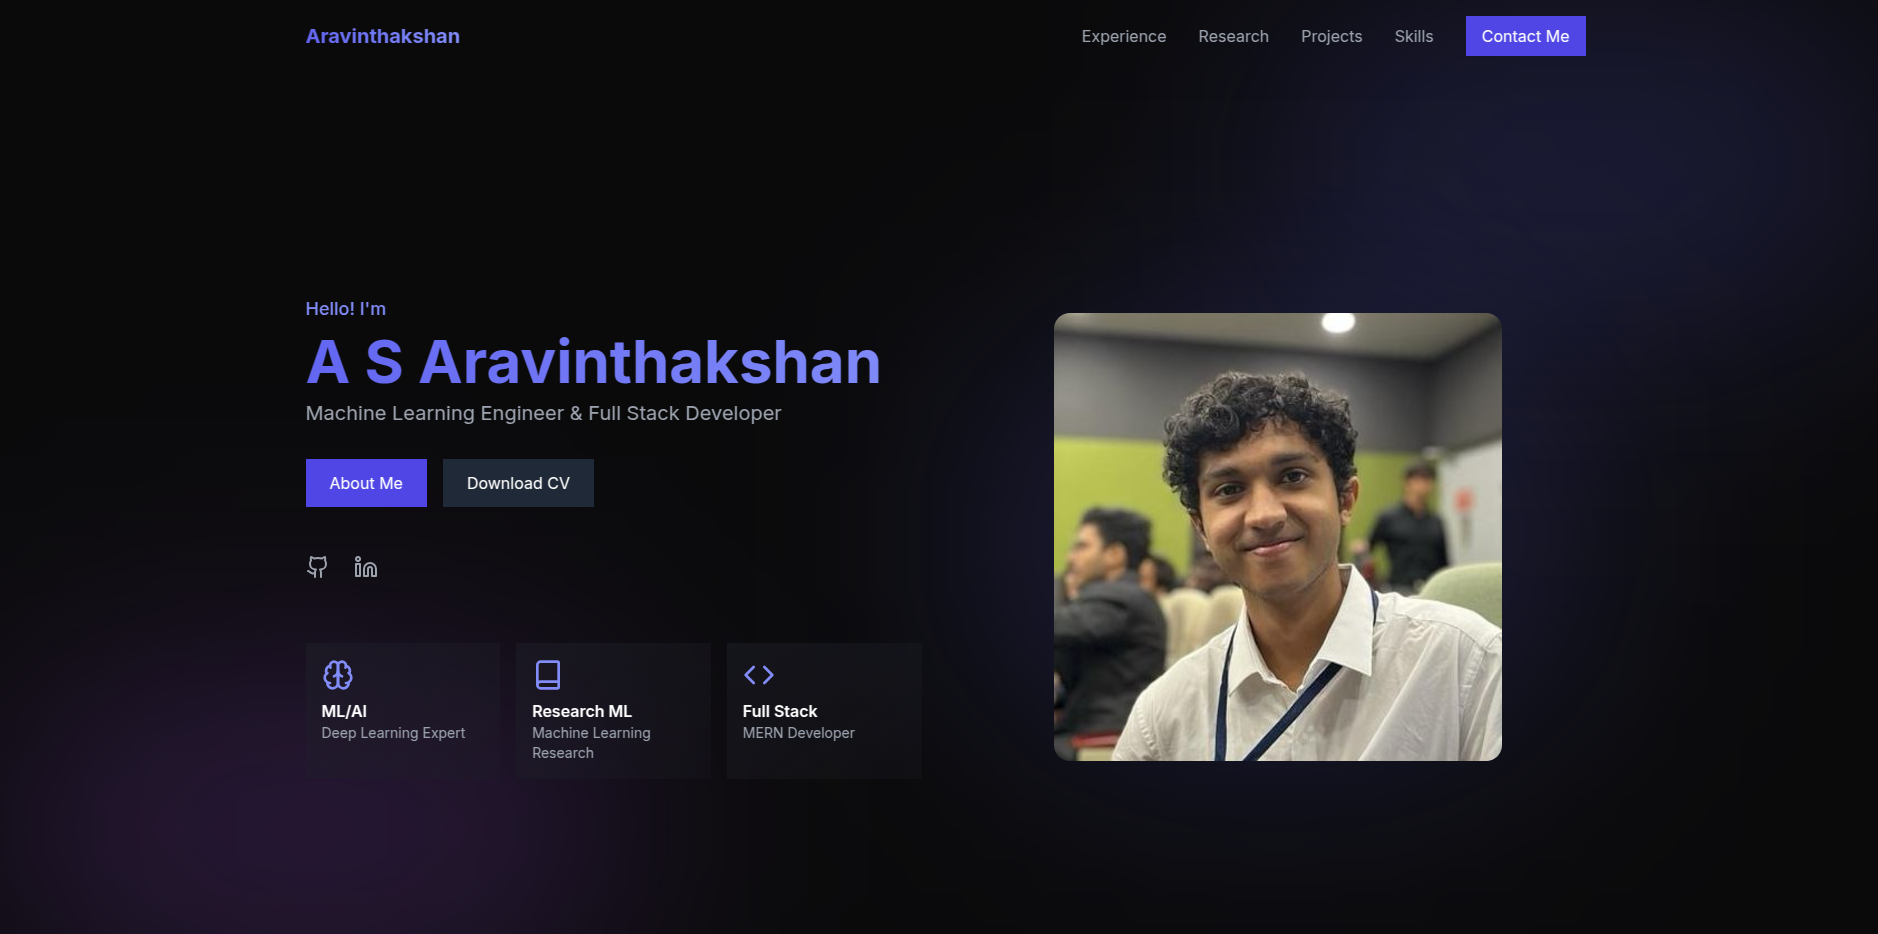 Aravinthakshan
Experience Research Projects Skills Contact Me
Hello! I'm
A S Aravinthakshan
Machine Learning Engineer & Full Stack Developer
About Me Download CV
ML/AI
Deep Learning Expert
Research ML
Machine Learning
Research
Full Stack
MERN Developer